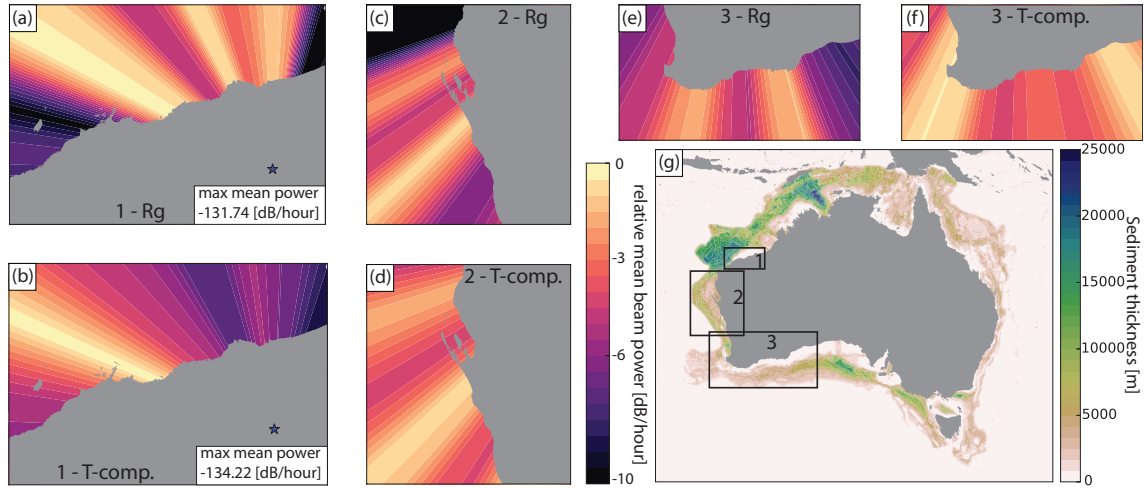 (a)
1 - Rg
max mean power
-131.74 [dB/hour]
(b)
1 - T-comp.
max mean power
-134.22 [dB/hour]
(c)
2 - Rg
(d)
2 - T-comp.
0
-3
-6
-10
relative mean beam power [dB/hour]
(e)
3 - Rg
(f)
3 - T-comp.
(g)
1
2
3
25000
20000
15000
10000
5000
0
Sediment thickness [m]